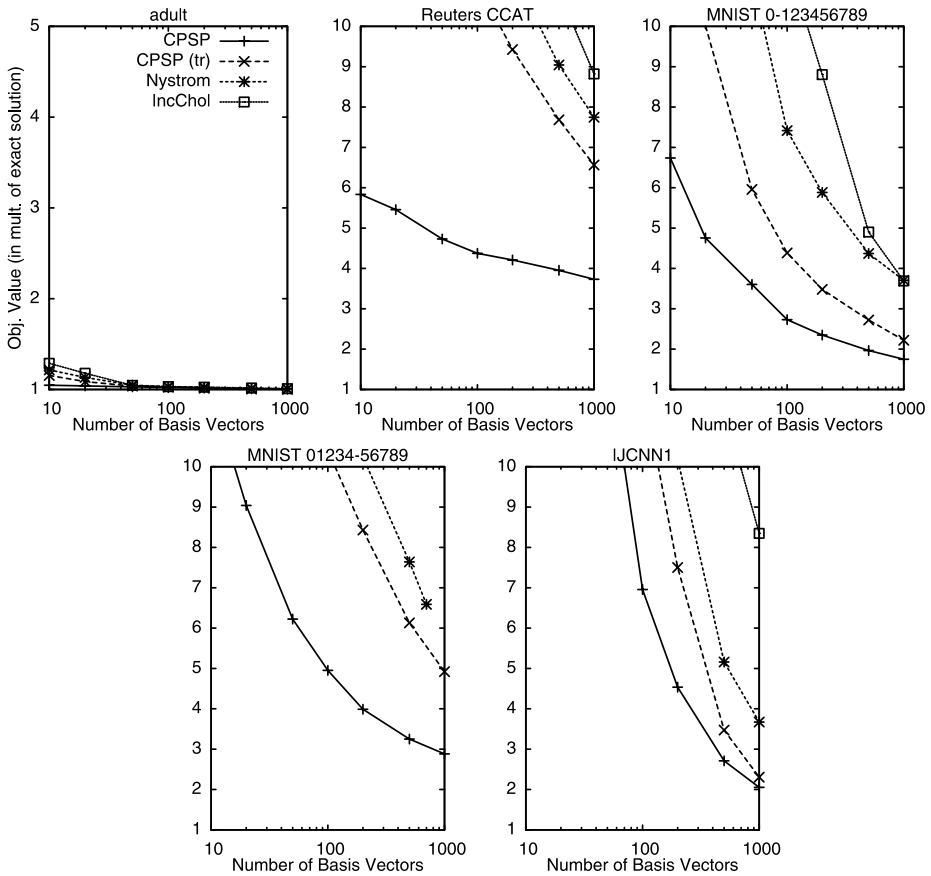 adult
Reuters CCAT
MNIST 0-123456789
Obj. Value (in mult. of exact solution)
5
4
3
2
1
CPSP
CPSP (tr)
Nystrom
IncChol
10 100 1000
Number of Basis Vectors
10
9
8
7
6
5
4
3
2
1
10 100 1000
Number of Basis Vectors
10
9
8
7
6
5
4
3
2
1
10 100 1000
Number of Basis Vectors
MNIST 01234-56789
10
9
8
7
6
5
4
3
2
1
10 100 1000
Number of Basis Vectors
IJCNN1
10
9
8
7
6
5
4
3
2
1
10 100 1000
Number of Basis Vectors